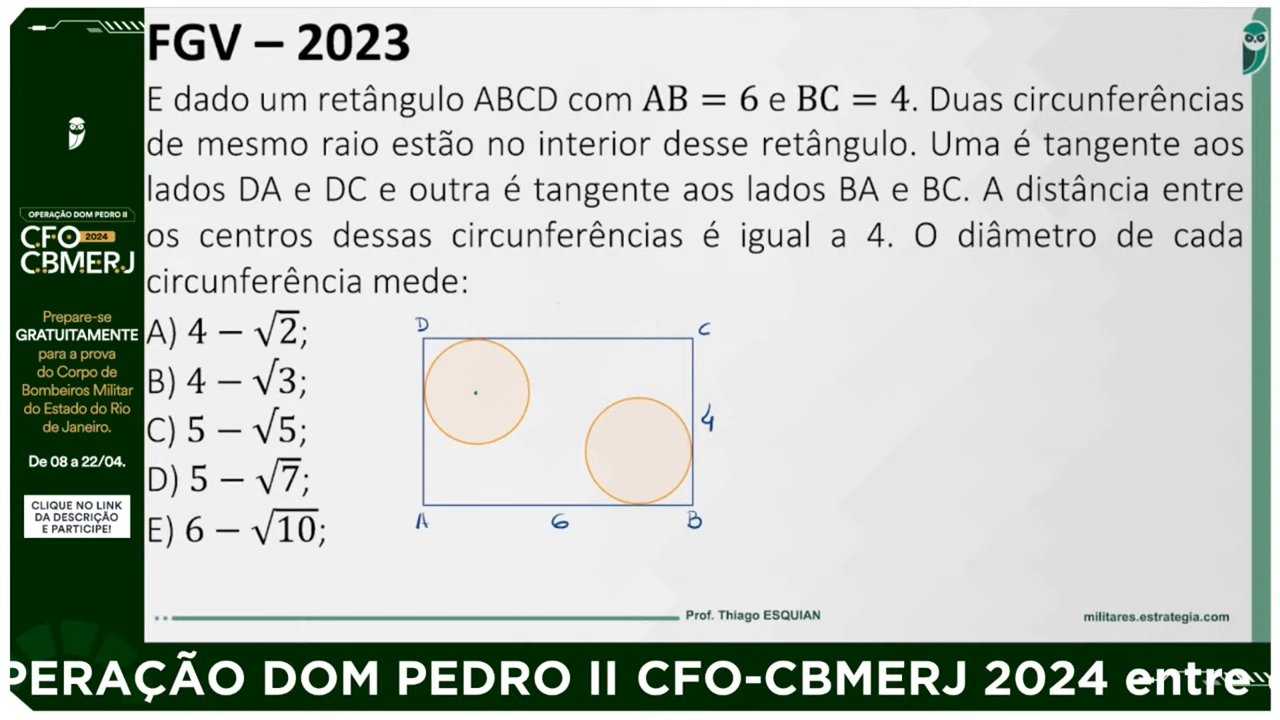 FGV – 2023
E dado um retângulo ABCD com AB = 6 e BC = 4. Duas circunferências
de mesmo raio estão no interior desse retângulo. Uma é tangente aos
lados DA e DC e outra é tangente aos lados BA e BC. A distância entre
os centros dessas circunferências é igual a 4. O diâmetro de cada
circunferência mede:
A) 4 − √2;
B) 4 − √3;
C) 5 − √5;
D) 5 − √7;
E) 6 − √10;
D
C
4
A
6
B
OPERAÇÃO DOM PEDRO II
CFO 2024
CBMERJ
Prepare-se
GRATUITAMENTE
para a prova
do Corpo de
Bombeiros Militar
do Estado do Rio
de Janeiro.
De 08 a 22/04.
CLIQUE NO LINK
DA DESCRIÇÃO
E PARTICIPE!
Prof. Thiago ESQUIAN
militares.estrategia.com
PERAÇÃO DOM PEDRO II CFO-CBMERJ 2024 entre